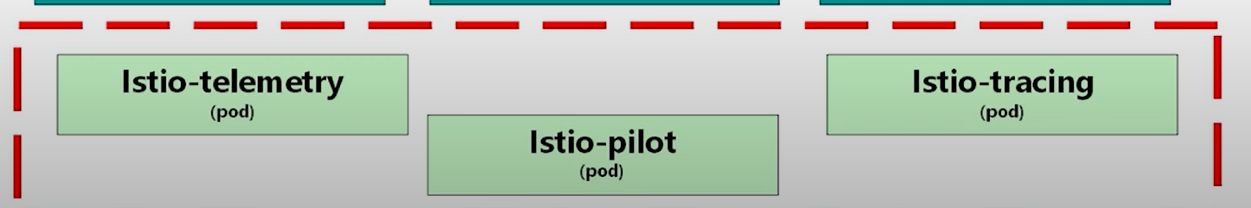 Istio-telemetry
(pod)
Istio-pilot
(pod)
Istio-tracing
(pod)